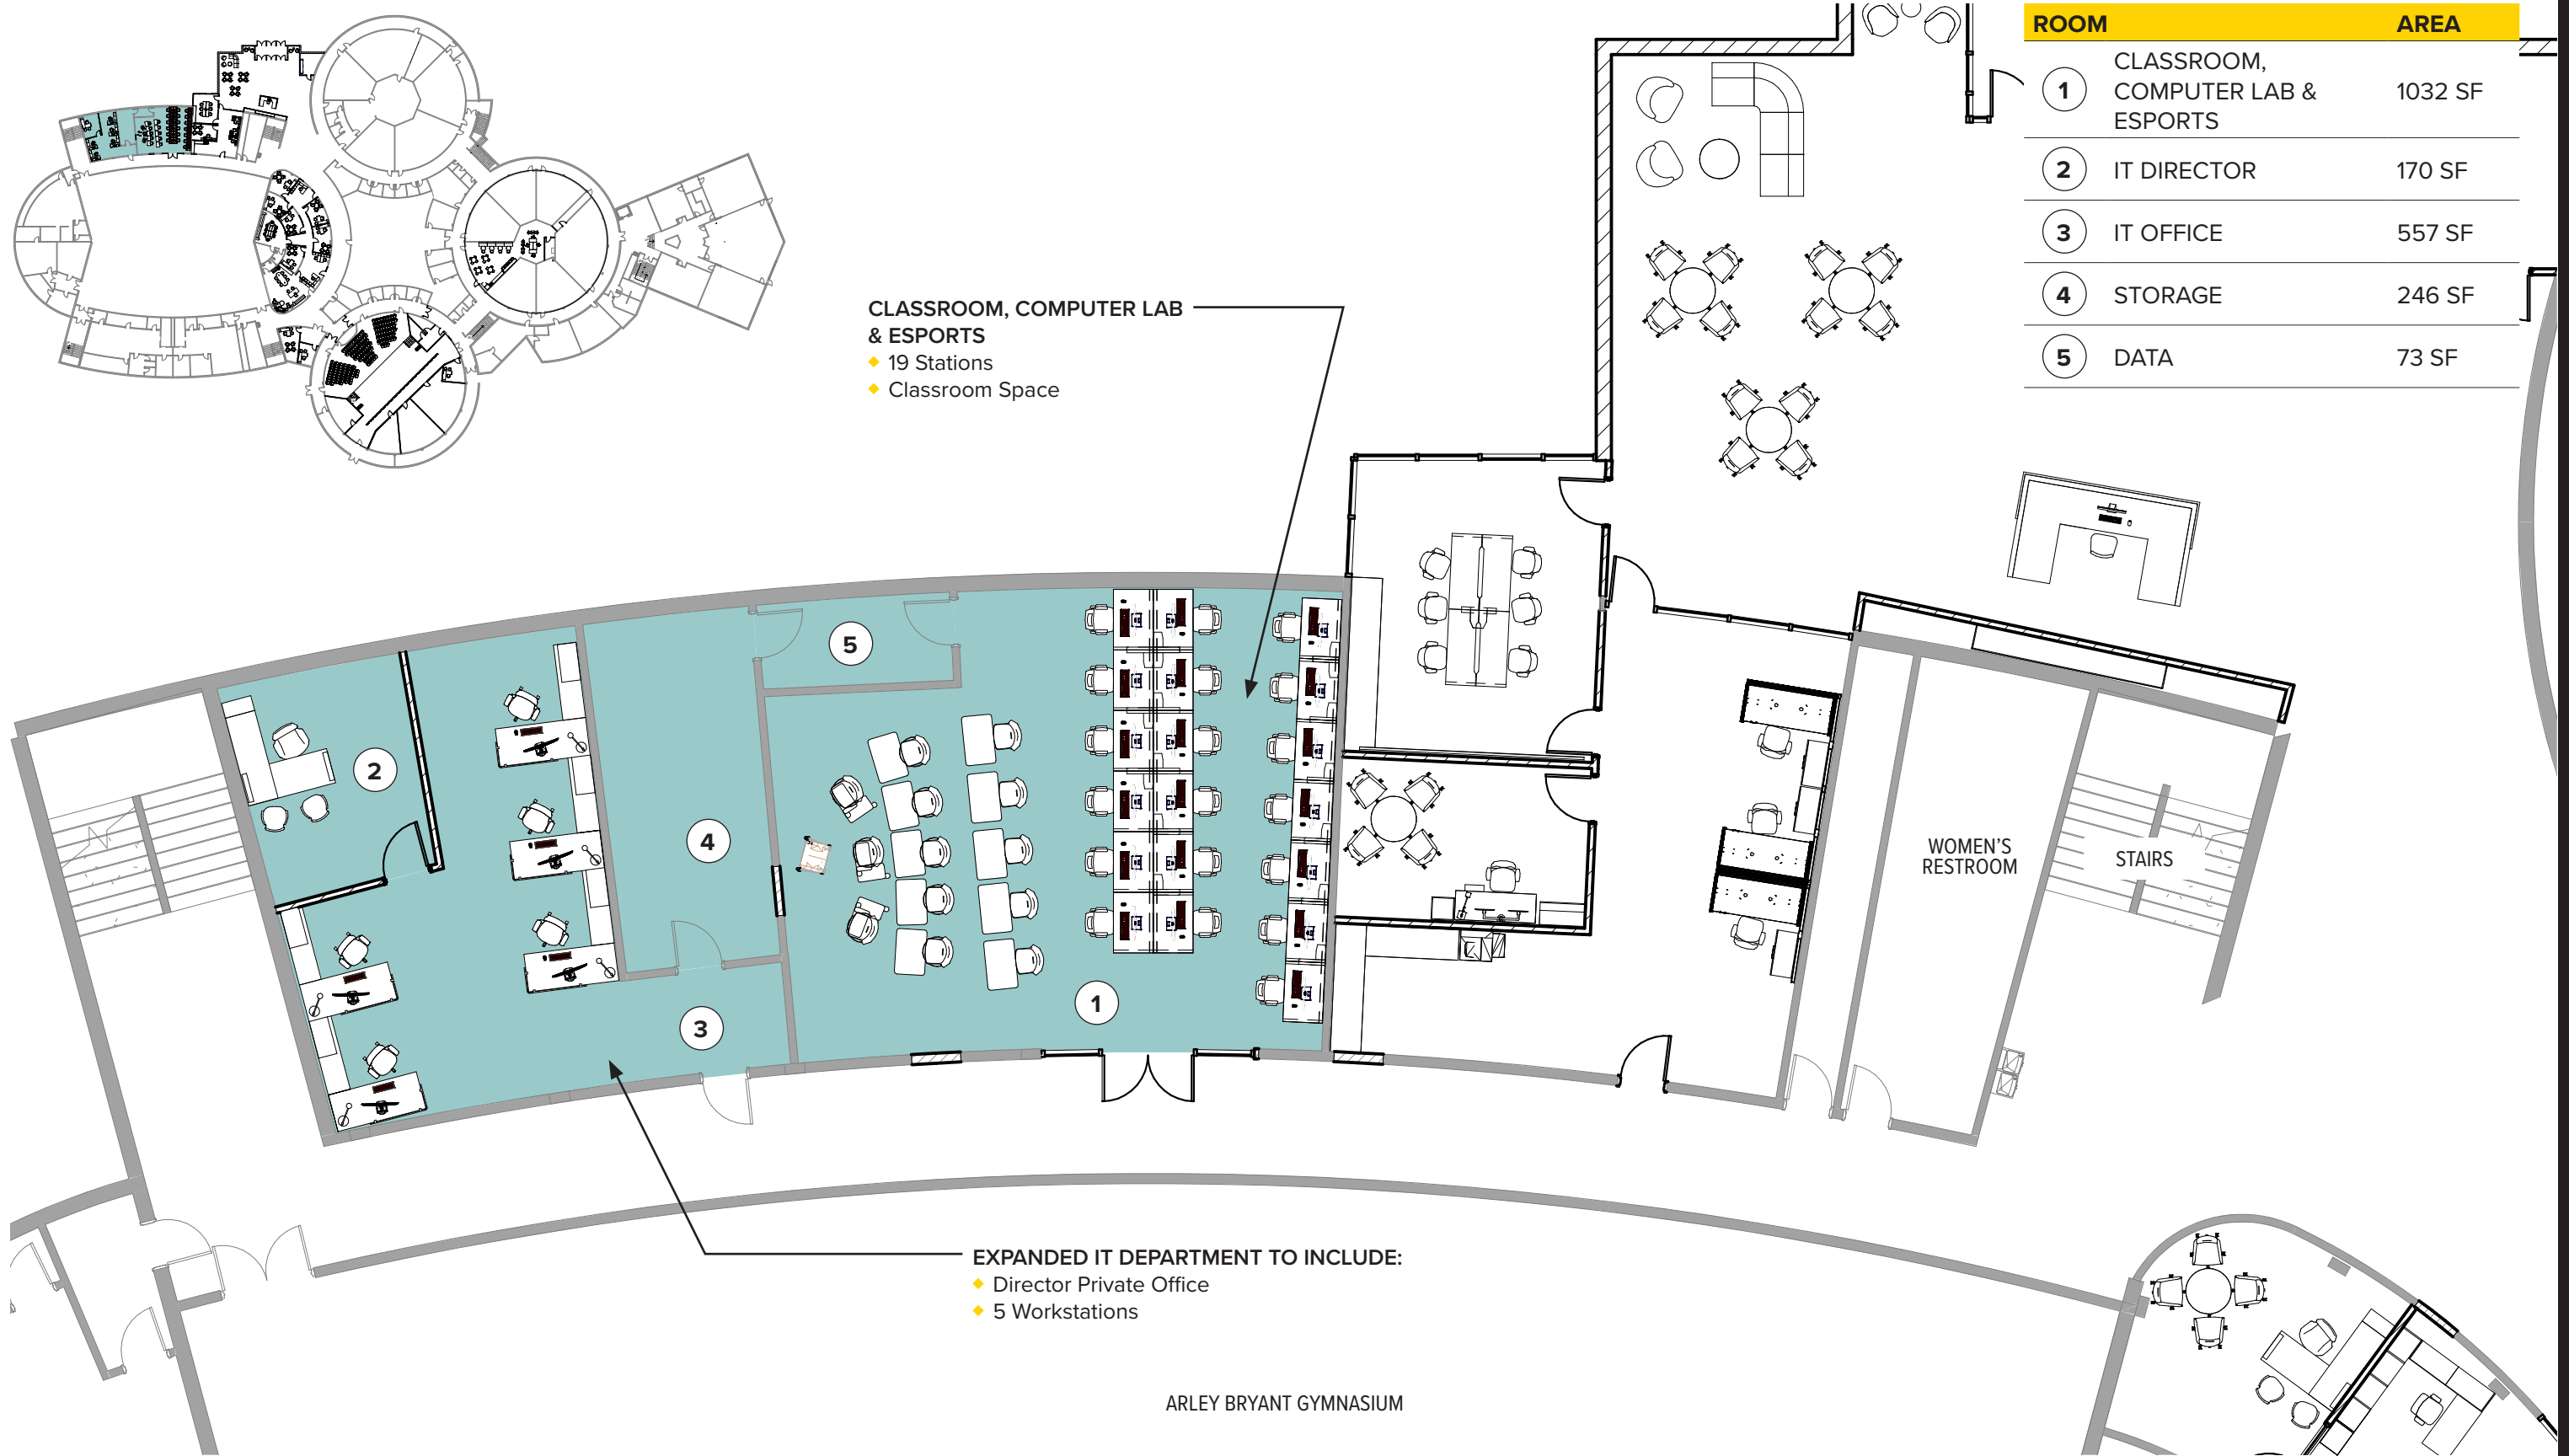 ROOM AREA
1 CLASSROOM, COMPUTER LAB & ESPORTS 1032 SF
2 IT DIRECTOR 170 SF
3 IT OFFICE 557 SF
4 STORAGE 246 SF
5 DATA 73 SF
CLASSROOM, COMPUTER LAB
& ESPORTS
19 Stations
Classroom Space
5
2
4
3
1
WOMEN'S
RESTROOM
STAIRS
EXPANDED IT DEPARTMENT TO INCLUDE:
Director Private Office
5 Workstations
ARLEY BRYANT GYMNASIUM